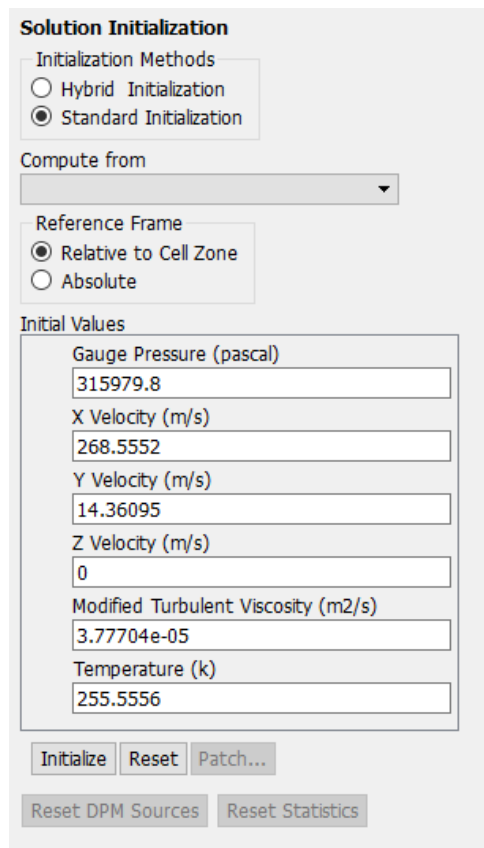 Solution Initialization
Initialization Methods
Hybrid Initialization
Standard Initialization
Compute from
Reference Frame
Relative to Cell Zone
Absolute
Initial Values
Gauge Pressure (pascal)
315979.8
X Velocity (m/s)
268.5552
Y Velocity (m/s)
14.36095
Z Velocity (m/s)
0
Modified Turbulent Viscosity (m2/s)
3.77704e-05
Temperature (k)
255.5556
Initialize Reset Patch...
Reset DPM Sources Reset Statistics